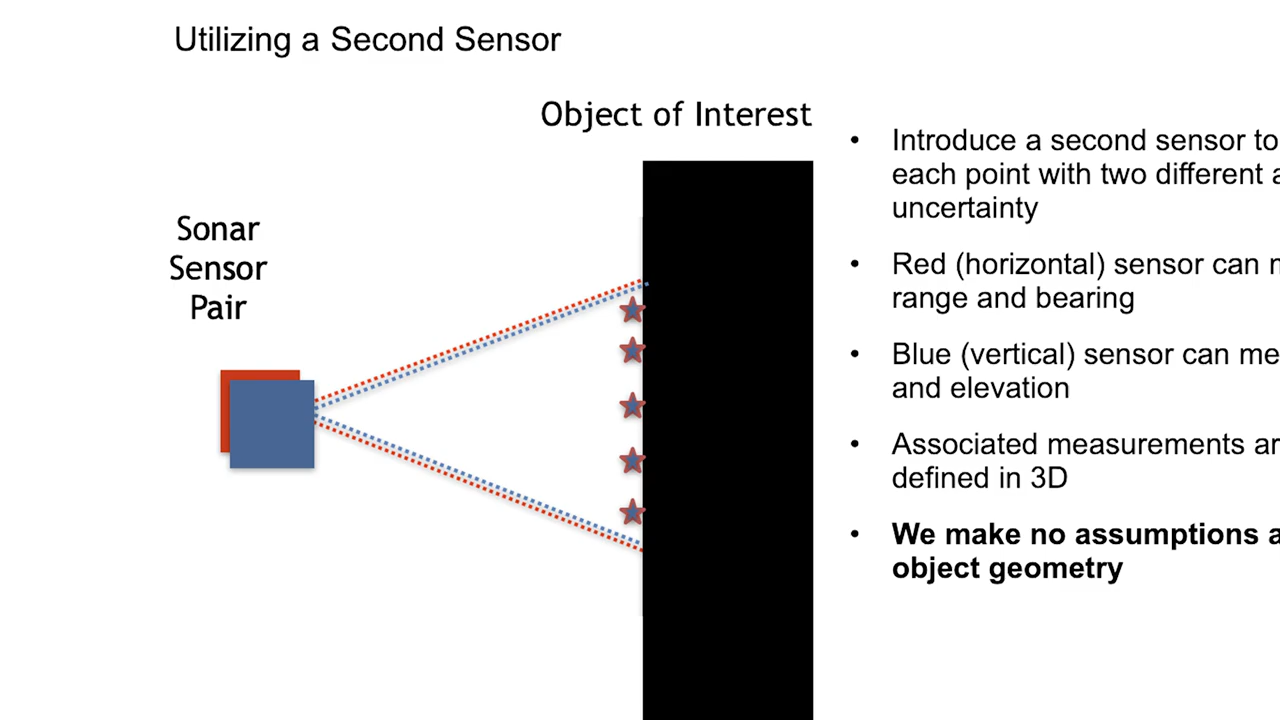 Utilizing a Second Sensor
Object of Interest
Sonar
Sensor
Pair
• Introduce a second sensor to
each point with two different
uncertainty
• Red (horizontal) sensor can
range and bearing
• Blue (vertical) sensor can
and elevation
• Associated measurements
defined in 3D
• We make no assumptions
object geometry